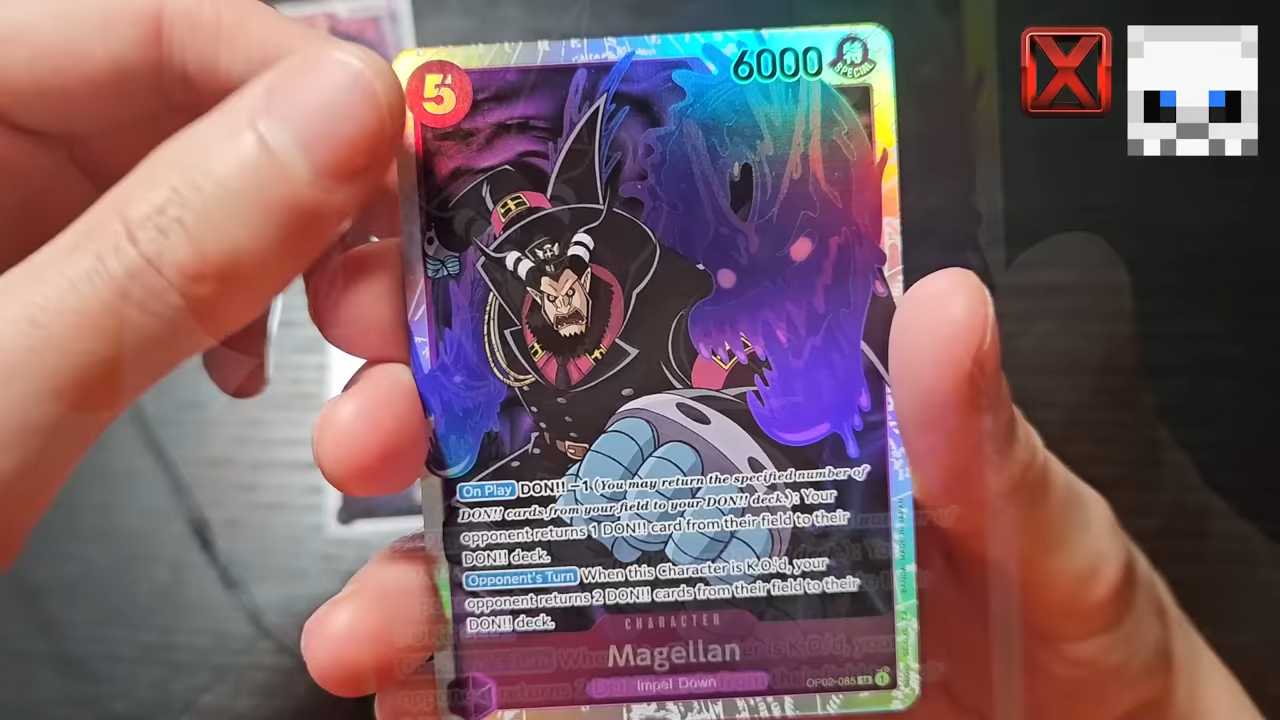 5
6000
SPECIAL
On Play DON!! −1 (You may return the specified number of
DON!! cards from your field to your DON!! deck.): Your
opponent returns 1 DON!! card from their field to their
DON!! deck.
Opponent's Turn When this Character is K.O.'d, your
opponent returns 2 DON!! cards from their field to their
DON!! deck.
CHARACTER
Magellan
Impel Down
OP02-085 SR 1
X